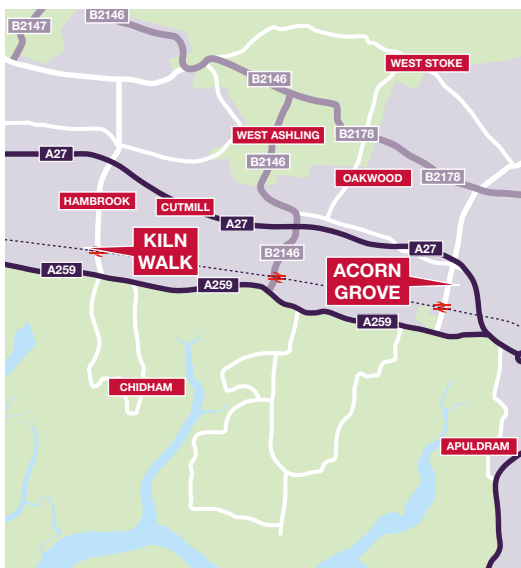 B2146
B2147
WEST STOKE
B2146
WEST ASHLING
B2178
A27
B2146
OAKWOOD
B2178
HAMBROOK
CUTMILL
A27
KILN
WALK
B2146
A27
A259
A259
ACORN
GROVE
A259
CHIDHAM
APULDRAM